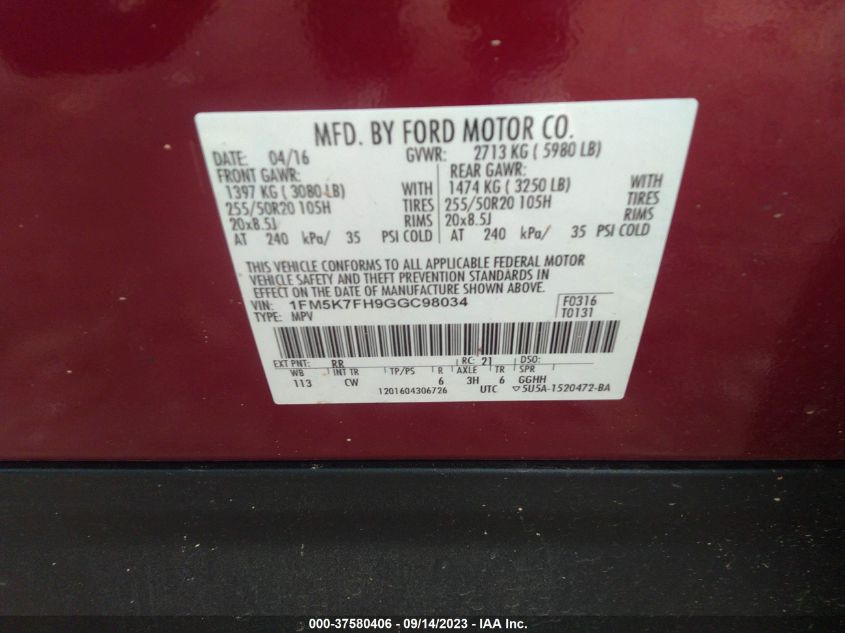 MFD. BY FORD MOTOR CO.
DATE: 04/16 GVWR: 2713 KG ( 5980 LB)
FRONT GAWR: REAR GAWR:
1397 KG ( 3080 LB) WITH 1474 KG ( 3250 LB) WITH
255/50R20 105H TIRES 255/50R20 105H TIRES
20x8.5J RIMS 20x8.5J RIMS
AT 240 kPa/ 35 PSI COLD AT 240 kPa/ 35 PSI COLD
THIS VEHICLE CONFORMS TO ALL APPLICABLE FEDERAL MOTOR
VEHICLE SAFETY AND THEFT PREVENTION STANDARDS IN
EFFECT ON THE DATE OF MANUFACTURE SHOWN ABOVE.
VIN: 1FM5K7FH9GGC98034 F0316
TYPE: MPV T0131
EXT PNT: RR RC: 21 DSO:
WB INT TR TP/PS R AXLE TR SPR
113 CW 6 3H 6 GGHH
1201604306726 UTC ▽5U5A-1520472-BA
000-37580406 - 09/14/2023 - IAA Inc.